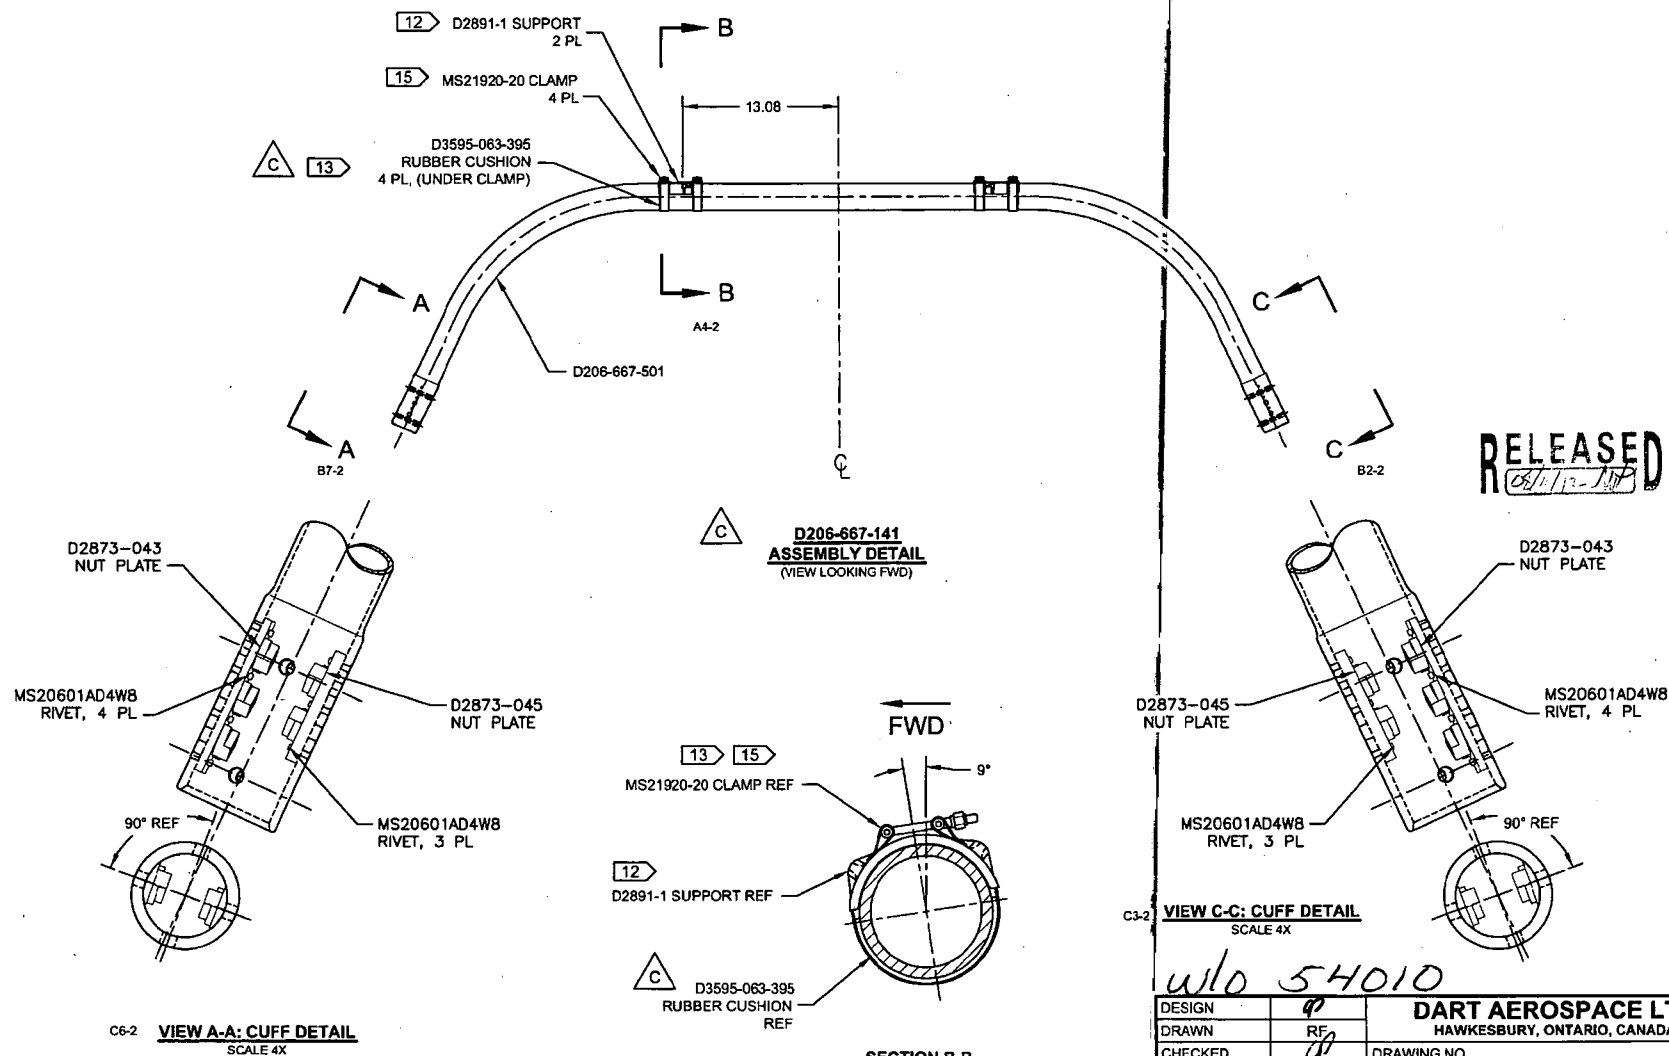 12 D2891-1 SUPPORT
2 PL
B
15 MS21920-20 CLAMP
4 PL
13.08
D3595-063-395
C 13 RUBBER CUSHION
4 PL, (UNDER CLAMP)
A
B
A4-2
C
D206-667-501
A
B7-2
C
B2-2
CL
RELEASED
C D206-667-141
ASSEMBLY DETAIL
(VIEW LOOKING FWD)
D2873-043
NUT PLATE
MS20601AD4W8
RIVET, 4 PL
D2873-045
NUT PLATE
MS20601AD4W8
RIVET, 3 PL
90° REF
C6-2 VIEW A-A: CUFF DETAIL
SCALE 4X
FWD
9°
13 15
MS21920-20 CLAMP REF
12
D2891-1 SUPPORT REF
C D3595-063-395
RUBBER CUSHION
REF
SECTION B-B
D2873-043
NUT PLATE
D2873-045
NUT PLATE
MS20601AD4W8
RIVET, 4 PL
MS20601AD4W8
RIVET, 3 PL
90° REF
C3-2 VIEW C-C: CUFF DETAIL
SCALE 4X
W/O 54010
DESIGN
DART AEROSPACE LT
DRAWN RF
HAWKESBURY, ONTARIO, CANADA
CHECKED
DRAWING NO.